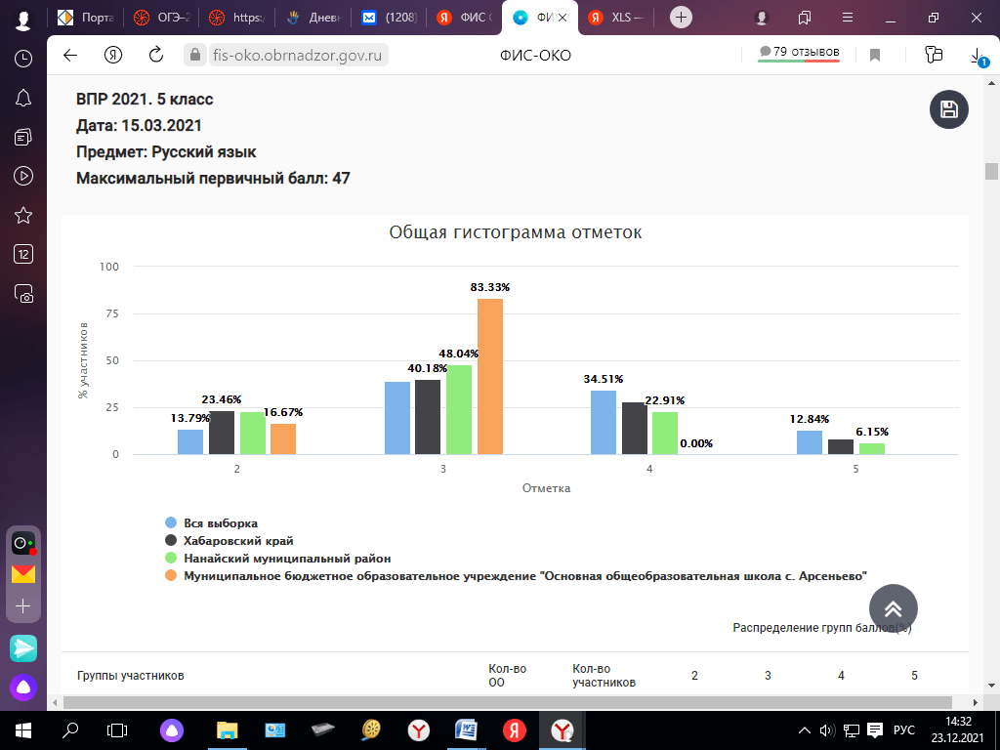 Порта
ОГЭ–2
https:/
Дневн
(1208)
ФИС О
ФИ
XLS —
fis-oko.obrnadzor.gov.ru
ФИС-ОКО
79 отзывов
1
12
ВПР 2021. 5 класс
Дата: 15.03.2021
Предмет: Русский язык
Максимальный первичный балл: 47
Общая гистограмма отметок
% участников
100
75
50
25
0
13.79%
23.46%
16.67%
40.18%
48.04%
83.33%
34.51%
22.91%
0.00%
12.84%
6.15%
2
3
4
5
Отметка
Вся выборка
Хабаровский край
Нанайский муниципальный район
Муниципальное бюджетное образовательное учреждение "Основная общеобразовательная школа с. Арсеньево"
Распределение групп баллов(%)
Группы участников
Кол-во ОО
Кол-во участников
2
3
4
5
РУС
14:32
23.12.2021